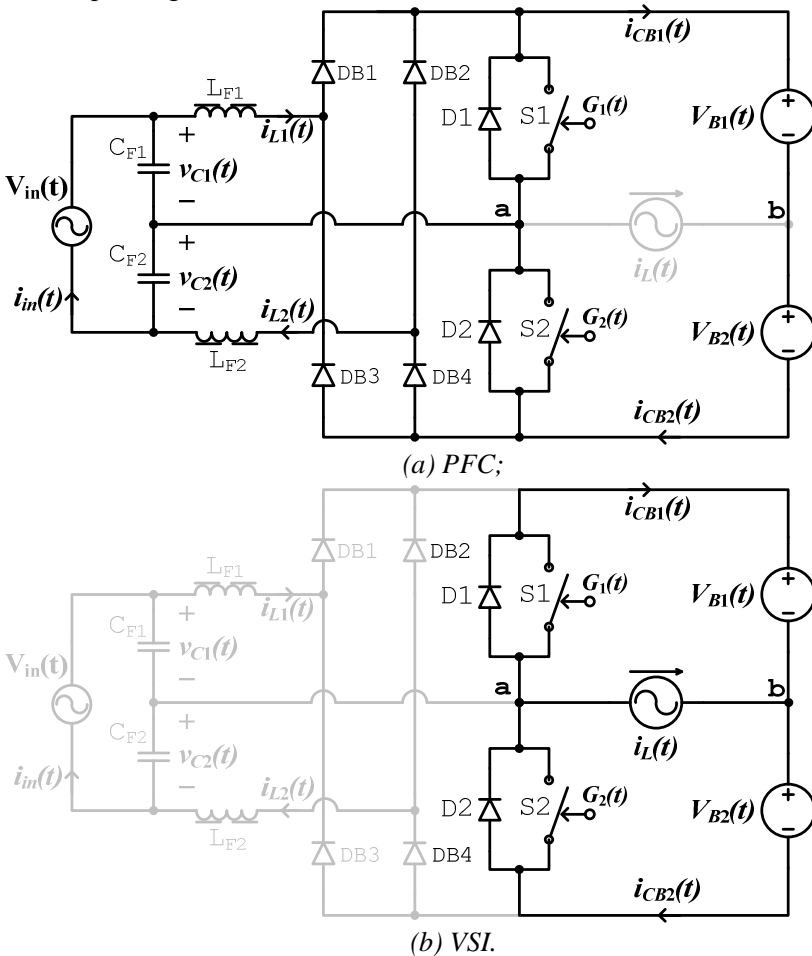 i_CB1(t)
DB1
DB2
L_F1
D1
S1
G_1(t)
V_B1(t)
+
−
i_L1(t)
C_F1
+
v_C1(t)
−
V_in(t)
a
b
i_L(t)
C_F2
+
v_C2(t)
−
i_in(t)
i_L2(t)
L_F2
D2
S2
G_2(t)
V_B2(t)
+
−
DB3
DB4
i_CB2(t)
(a) PFC;
i_CB1(t)
DB1
DB2
L_F1
D1
S1
G_1(t)
V_B1(t)
+
−
i_L1(t)
C_F1
+
v_C1(t)
−
V_in(t)
a
b
i_L(t)
C_F2
+
v_C2(t)
−
i_in(t)
i_L2(t)
L_F2
D2
S2
G_2(t)
V_B2(t)
+
−
DB3
DB4
i_CB2(t)
(b) VSI.